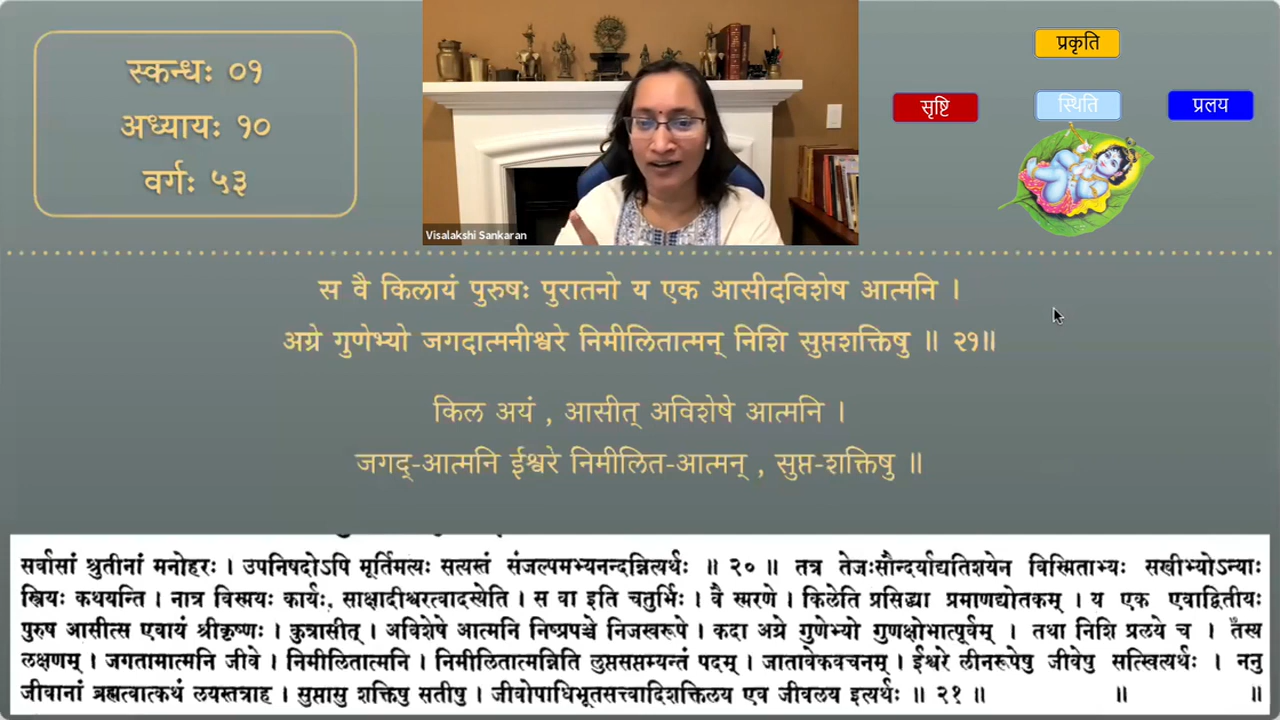 स्कन्धः ०१
अध्यायः १०
वर्गः ५३
Visalakshi Sankaran
प्रकृति
सृष्टि
स्थिति
प्रलय
स वै किलायं पुरुषः पुरातनो य एक आसीदविशेष आत्मनि ।
अग्रे गुणेभ्यो जगदात्मनीश्वरे निमीलितात्मन् निशि सुप्तशक्तिषु ॥ २१॥
किल अयं , आसीत् अविशेषे आत्मनि ।
जगद्-आत्मनि ईश्वरे निमीलित-आत्मन् , सुप्त-शक्तिषु ॥
सर्वासां श्रुतीनां मनोहरः । उपनिषदोऽपि मूर्तिमत्यः सत्यस्तं संजल्पमभ्यनन्दन्नित्यर्थः ॥ २० ॥ तत्र तेजःसौन्दर्याद्यतिशयेन विस्मिताभ्यः सखीभ्योऽन्याः
स्त्रियः कथयन्ति । नात्र विस्मयः कार्यः, साक्षादीश्वरत्वादस्येति । स वा इति चतुर्भिः । वै स्मरणे । किलेति प्रसिद्ध्या प्रमाणद्योतकम् । य एक एवाद्वितीयः
पुरुष आसीत्स एवायं श्रीकृष्णः । कुत्रासीत् । अविशेषे आत्मनि निष्प्रपञ्चे निजस्वरूपे । कदा अग्रे गुणेभ्यो गुणक्षोभात्पूर्वम् । तथा निशि प्रलये च । तस्य
लक्षणम् । जगतामात्मनि जीवे । निमीलितात्मनि । निमीलितात्मन्निति लुप्तसप्तम्यन्तं पदम् । जातावेकवचनम् । ईश्वरे लीनरूपेषु जीवेषु सत्स्वित्यर्थः । ननु
जीवानां ब्रह्मत्वात्कथं लयस्तत्राह । सुप्तासु शक्तिषु सतीषु । जीवोपाधिभूतसत्त्वादिशक्तिलय एव जीवलय इत्यर्थः ॥ २१ ॥ ॥ ॥